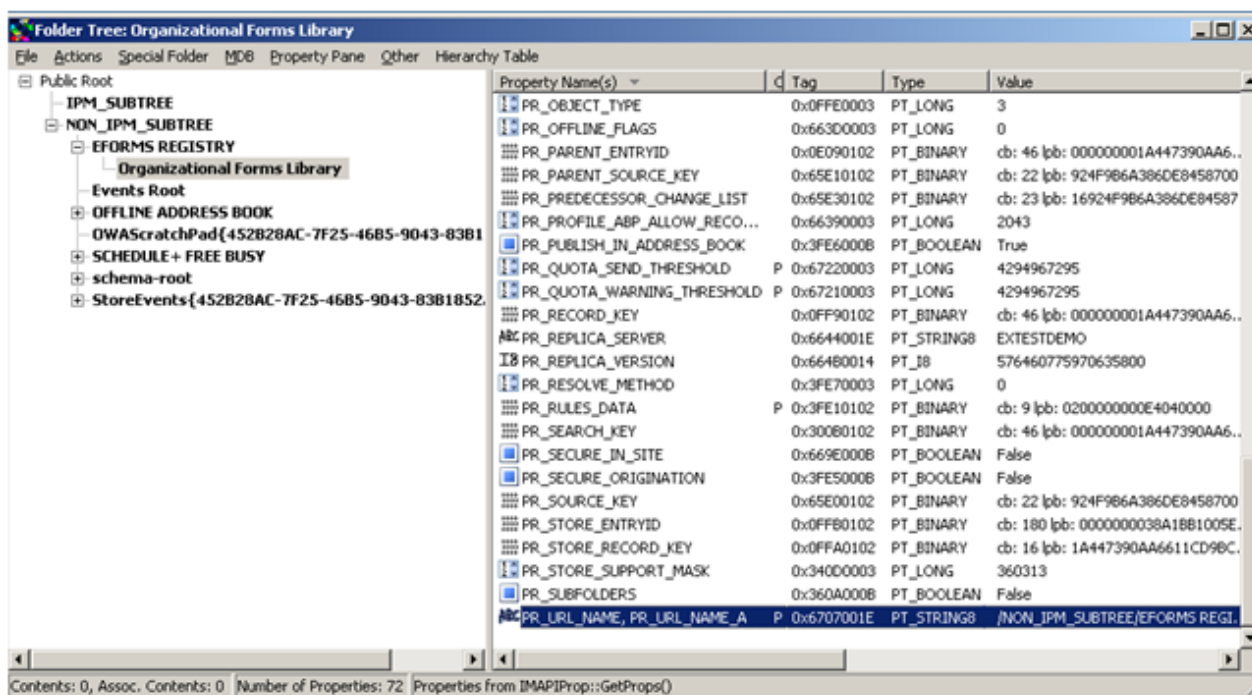 Folder Tree: Organizational Forms Library
File Actions Special Folder MDB Property Pane Other Hierarchy Table
Public Root
IPM_SUBTREE
NON_IPM_SUBTREE
EFORMS REGISTRY
Organizational Forms Library
Events Root
OFFLINE ADDRESS BOOK
OWAScratchPad{452B28AC-7F25-46B5-9043-83B1
SCHEDULE+ FREE BUSY
schema-root
StoreEvents{452B28AC-7F25-46B5-9043-83B1852.
Property Name(s) Tag Type Value
PR_OBJECT_TYPE 0x0FFE0003 PT_LONG 3
PR_OFFLINE_FLAGS 0x663D0003 PT_LONG 0
PR_PARENT_ENTRYID 0x0E090102 PT_BINARY cb: 46 lpb: 000000001A447390AA6..
PR_PARENT_SOURCE_KEY 0x65E10102 PT_BINARY cb: 22 lpb: 924F9B6A386DE8458700
PR_PREDECESSOR_CHANGE_LIST 0x65E30102 PT_BINARY cb: 23 lpb: 16924F9B6A386DE84587
PR_PROFILE_ABP_ALLOW_RECO... 0x66390003 PT_LONG 2043
PR_PUBLISH_IN_ADDRESS_BOOK 0x3FE6000B PT_BOOLEAN True
PR_QUOTA_SEND_THRESHOLD P 0x67220003 PT_LONG 4294967295
PR_QUOTA_WARNING_THRESHOLD P 0x67210003 PT_LONG 4294967295
PR_RECORD_KEY 0x0FF90102 PT_BINARY cb: 46 lpb: 000000001A447390AA6..
PR_REPLICA_SERVER 0x6644001E PT_STRING8 EXTESTDEMO
PR_REPLICA_VERSION 0x664B0014 PT_I8 576460775970635800
PR_RESOLVE_METHOD 0x3FE70003 PT_LONG 0
PR_RULES_DATA P 0x3FE10102 PT_BINARY cb: 9 lpb: 0200000000E4040000
PR_SEARCH_KEY 0x300B0102 PT_BINARY cb: 46 lpb: 000000001A447390AA6..
PR_SECURE_IN_SITE 0x669E000B PT_BOOLEAN False
PR_SECURE_ORIGINATION 0x3FE5000B PT_BOOLEAN False
PR_SOURCE_KEY 0x65E00102 PT_BINARY cb: 22 lpb: 924F9B6A386DE8458700
PR_STORE_ENTRYID 0x0FFB0102 PT_BINARY cb: 180 lpb: 0000000038A1BB1005E.
PR_STORE_RECORD_KEY 0x0FFA0102 PT_BINARY cb: 16 lpb: 1A447390AA6611CD9BC.
PR_STORE_SUPPORT_MASK 0x340D0003 PT_LONG 360313
PR_SUBFOLDERS 0x360A000B PT_BOOLEAN False
PR_URL_NAME, PR_URL_NAME_A P 0x6707001E PT_STRING8 /NON_IPM_SUBTREE/EFORMS REGI.
Contents: 0, Assoc. Contents: 0 Number of Properties: 72 Properties from IMAPIProp::GetProps()